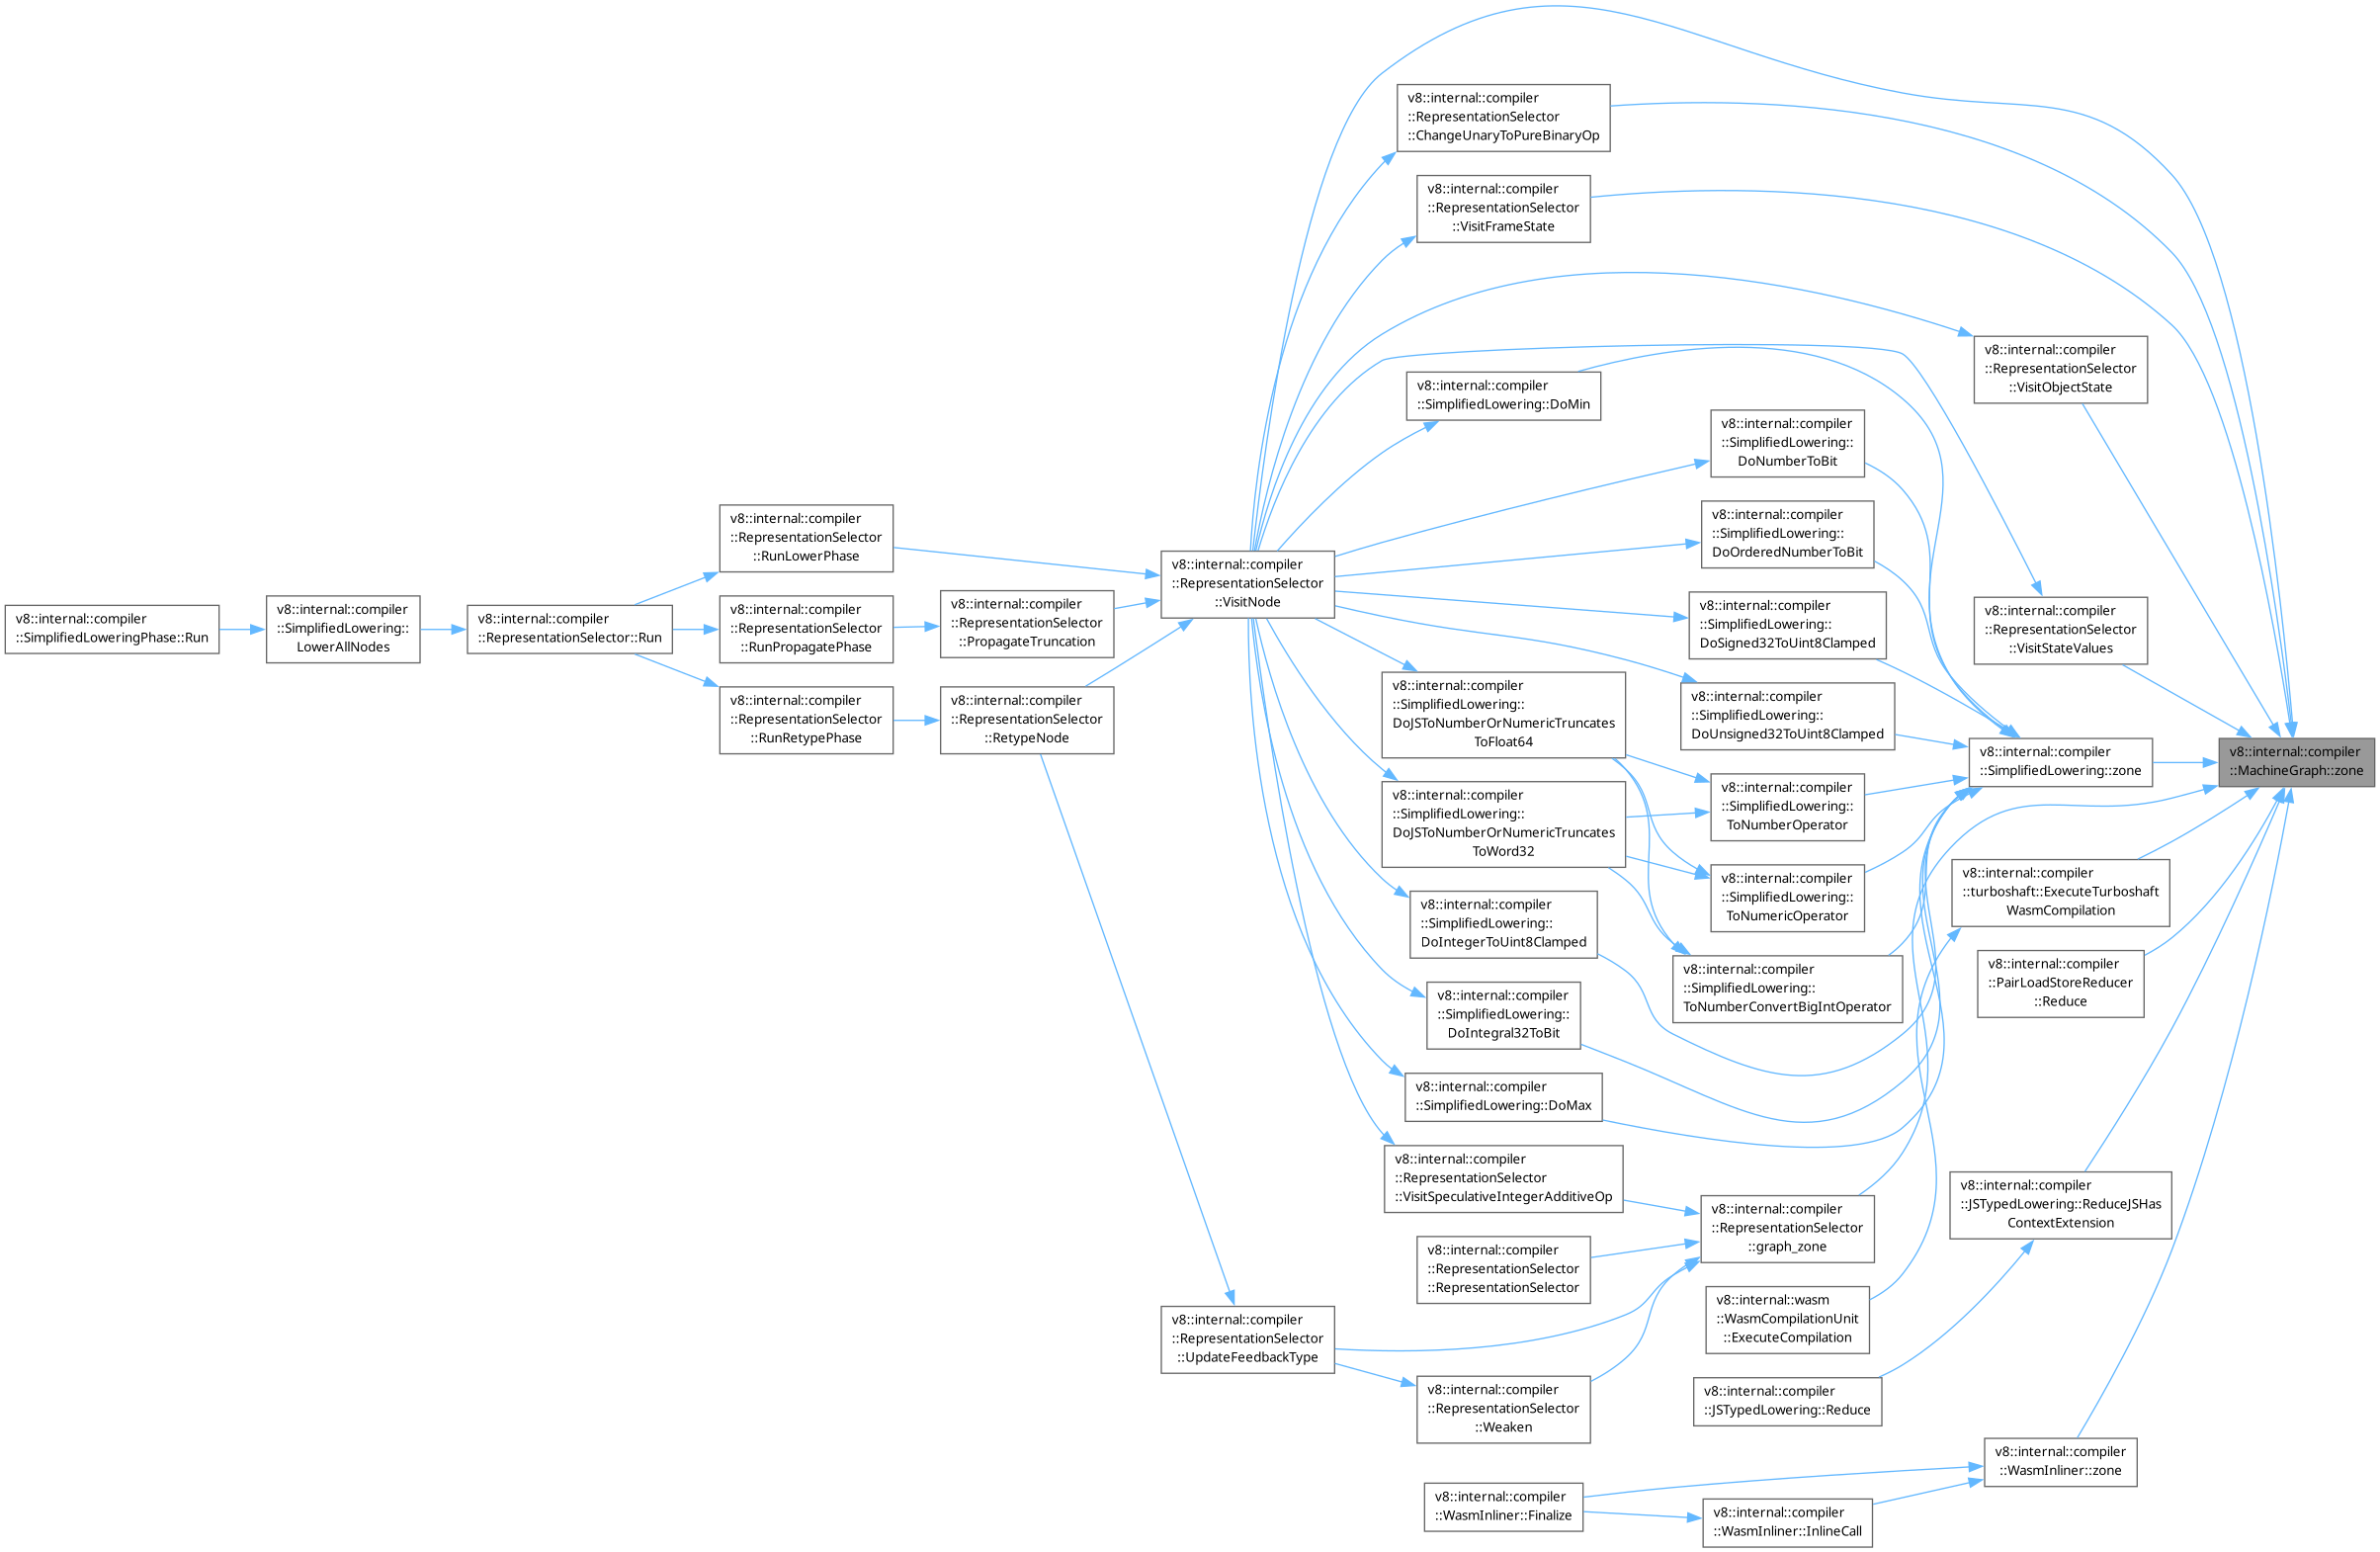 v8::internal::compiler
::SimplifiedLoweringPhase::Run
v8::internal::compiler
::SimplifiedLowering::
LowerAllNodes
v8::internal::compiler
::RepresentationSelector::Run
v8::internal::compiler
::RepresentationSelector
::RunLowerPhase
v8::internal::compiler
::RepresentationSelector
::RunPropagatePhase
v8::internal::compiler
::RepresentationSelector
::RunRetypePhase
v8::internal::compiler
::RepresentationSelector
::PropagateTruncation
v8::internal::compiler
::RepresentationSelector
::RetypeNode
v8::internal::compiler
::RepresentationSelector
::VisitNode
v8::internal::compiler
::RepresentationSelector
::UpdateFeedbackType
v8::internal::compiler
::RepresentationSelector
::ChangeUnaryToPureBinaryOp
v8::internal::compiler
::RepresentationSelector
::VisitFrameState
v8::internal::compiler
::SimplifiedLowering::DoMin
v8::internal::compiler
::SimplifiedLowering::
DoJSToNumberOrNumericTruncates
ToFloat64
v8::internal::compiler
::SimplifiedLowering::
DoJSToNumberOrNumericTruncates
ToWord32
v8::internal::compiler
::SimplifiedLowering::
DoIntegerToUint8Clamped
v8::internal::compiler
::SimplifiedLowering::
DoIntegral32ToBit
v8::internal::compiler
::SimplifiedLowering::DoMax
v8::internal::compiler
::RepresentationSelector
::VisitSpeculativeIntegerAdditiveOp
v8::internal::compiler
::RepresentationSelector
::RepresentationSelector
v8::internal::compiler
::RepresentationSelector
::Weaken
v8::internal::compiler
::WasmInliner::Finalize
v8::internal::compiler
::SimplifiedLowering::
DoNumberToBit
v8::internal::compiler
::SimplifiedLowering::
DoOrderedNumberToBit
v8::internal::compiler
::SimplifiedLowering::
DoSigned32ToUint8Clamped
v8::internal::compiler
::SimplifiedLowering::
DoUnsigned32ToUint8Clamped
v8::internal::compiler
::SimplifiedLowering::
ToNumberOperator
v8::internal::compiler
::SimplifiedLowering::
ToNumericOperator
v8::internal::compiler
::SimplifiedLowering::
ToNumberConvertBigIntOperator
v8::internal::compiler
::RepresentationSelector
::graph_zone
v8::internal::wasm
::WasmCompilationUnit
::ExecuteCompilation
v8::internal::compiler
::JSTypedLowering::Reduce
v8::internal::compiler
::WasmInliner::InlineCall
v8::internal::compiler
::RepresentationSelector
::VisitObjectState
v8::internal::compiler
::RepresentationSelector
::VisitStateValues
v8::internal::compiler
::SimplifiedLowering::zone
v8::internal::compiler
::turboshaft::ExecuteTurboshaft
WasmCompilation
v8::internal::compiler
::PairLoadStoreReducer
::Reduce
v8::internal::compiler
::JSTypedLowering::ReduceJSHas
ContextExtension
v8::internal::compiler
::WasmInliner::zone
v8::internal::compiler
::MachineGraph::zone